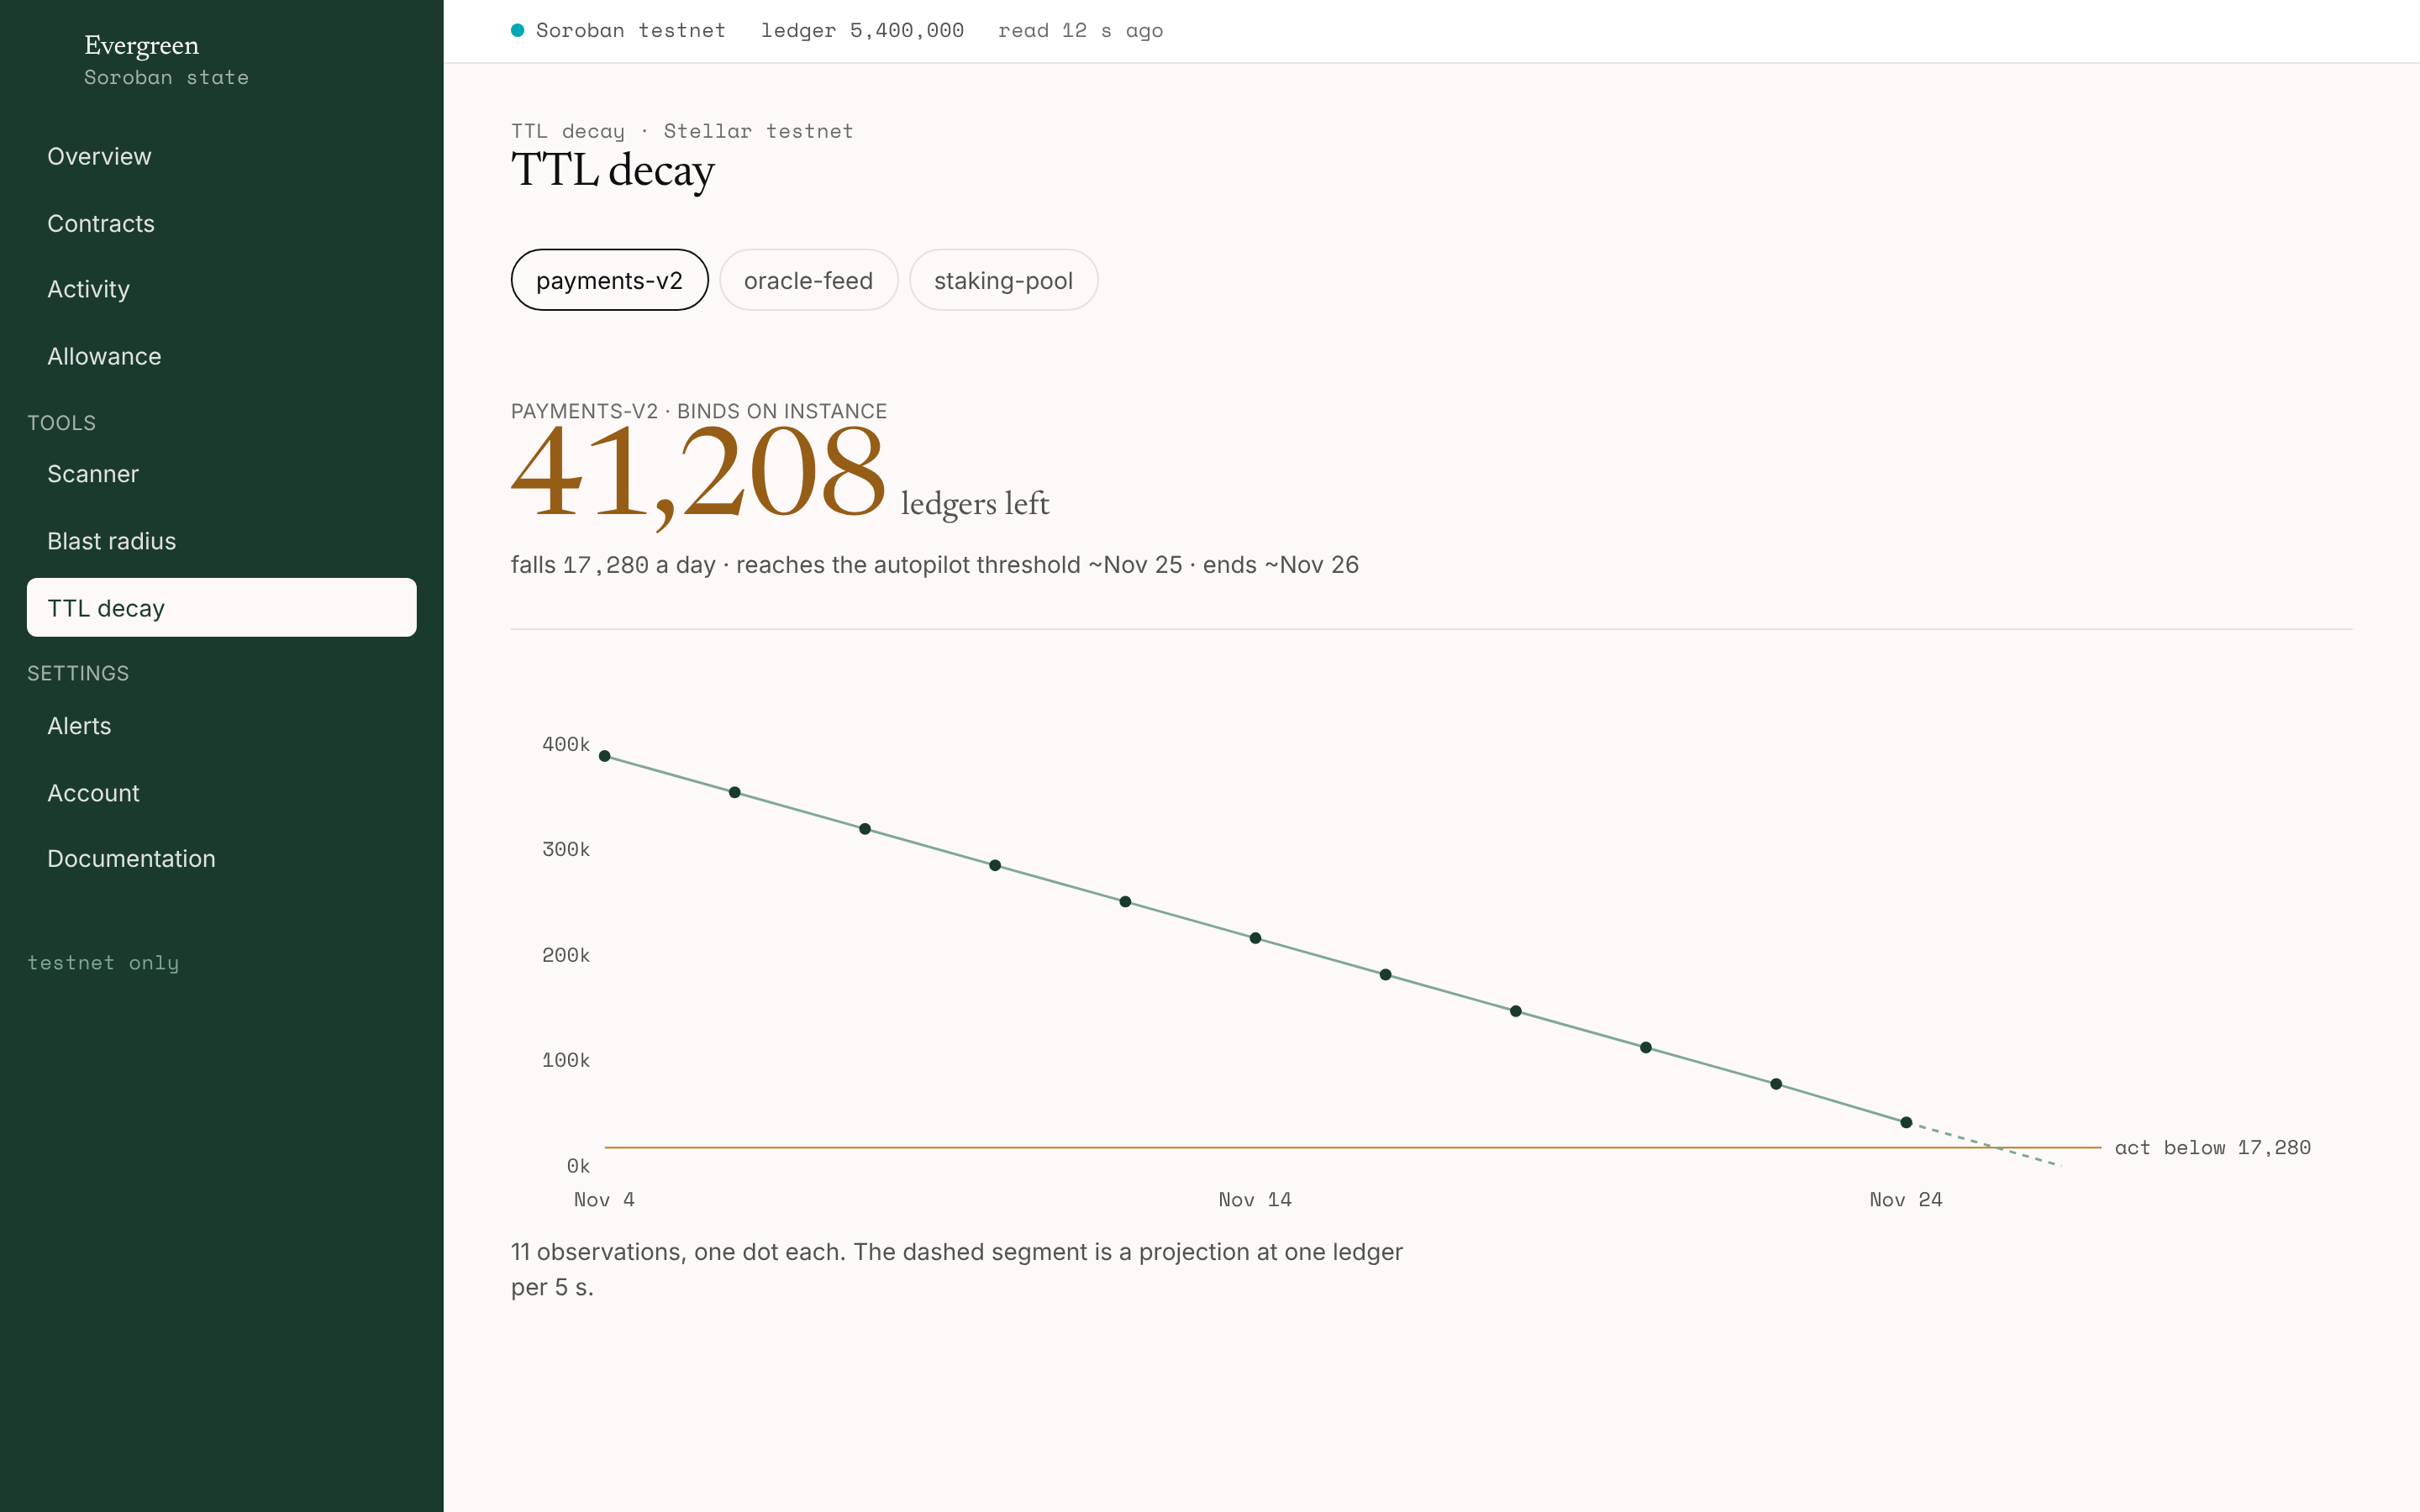 Evergreen
Soroban state
Overview
Contracts
Activity
Allowance
TOOLS
Scanner
Blast radius
TTL decay
SETTINGS
Alerts
Account
Documentation
testnet only
Soroban testnet ledger 5,400,000 read 12 s ago
TTL decay · Stellar testnet
TTL decay
payments-v2 oracle-feed staking-pool
PAYMENTS-V2 · BINDS ON INSTANCE
41,208 ledgers left
falls 17,280 a day · reaches the autopilot threshold ~Nov 25 · ends ~Nov 26
400k
300k
200k
100k
0k
act below 17,280
Nov 4 Nov 14 Nov 24
11 observations, one dot each. The dashed segment is a projection at one ledger
per 5 s.